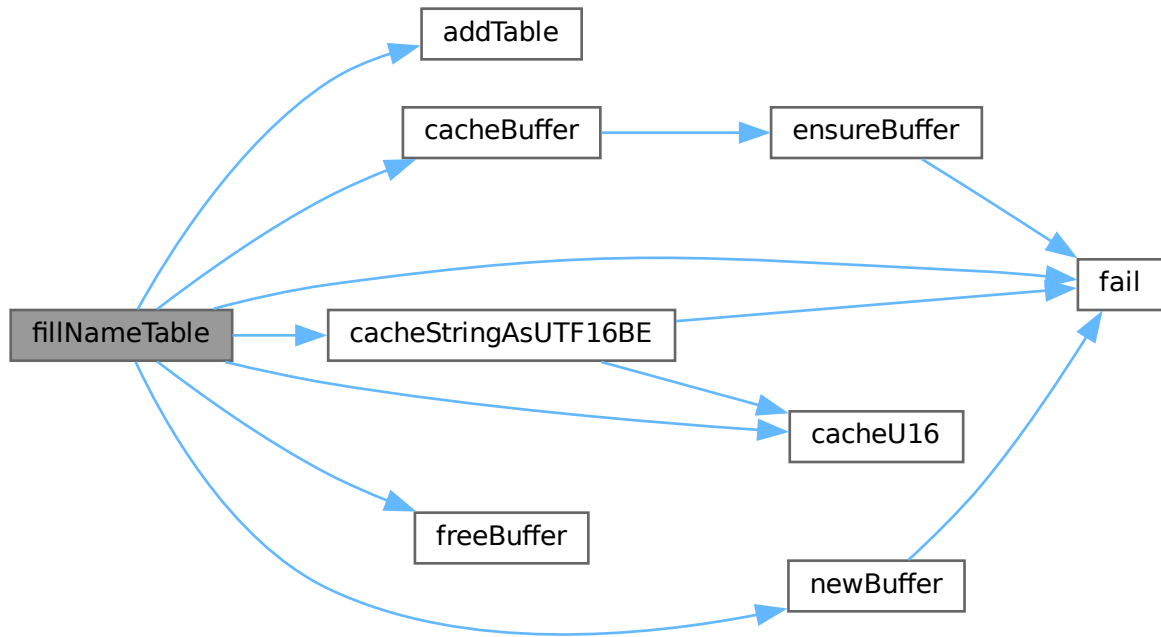 addTable
cacheBuffer
ensureBuffer
fail
fillNameTable
cacheStringAsUTF16BE
cacheU16
freeBuffer
newBuffer